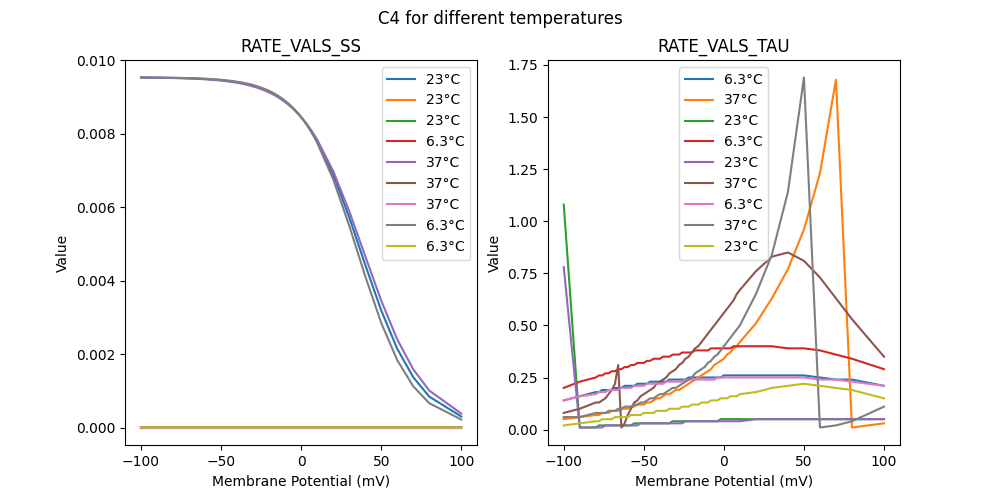 C4 for different temperatures
RATE_VALS_SS
Value
0.010
0.008
0.006
0.004
0.002
0.000
23°C
23°C
23°C
6.3°C
37°C
37°C
37°C
6.3°C
6.3°C
−100
−50
0
50
100
Membrane Potential (mV)
RATE_VALS_TAU
Value
1.75
1.50
1.25
1.00
0.75
0.50
0.25
0.00
6.3°C
37°C
23°C
6.3°C
23°C
37°C
6.3°C
37°C
23°C
−100
−50
0
50
100
Membrane Potential (mV)